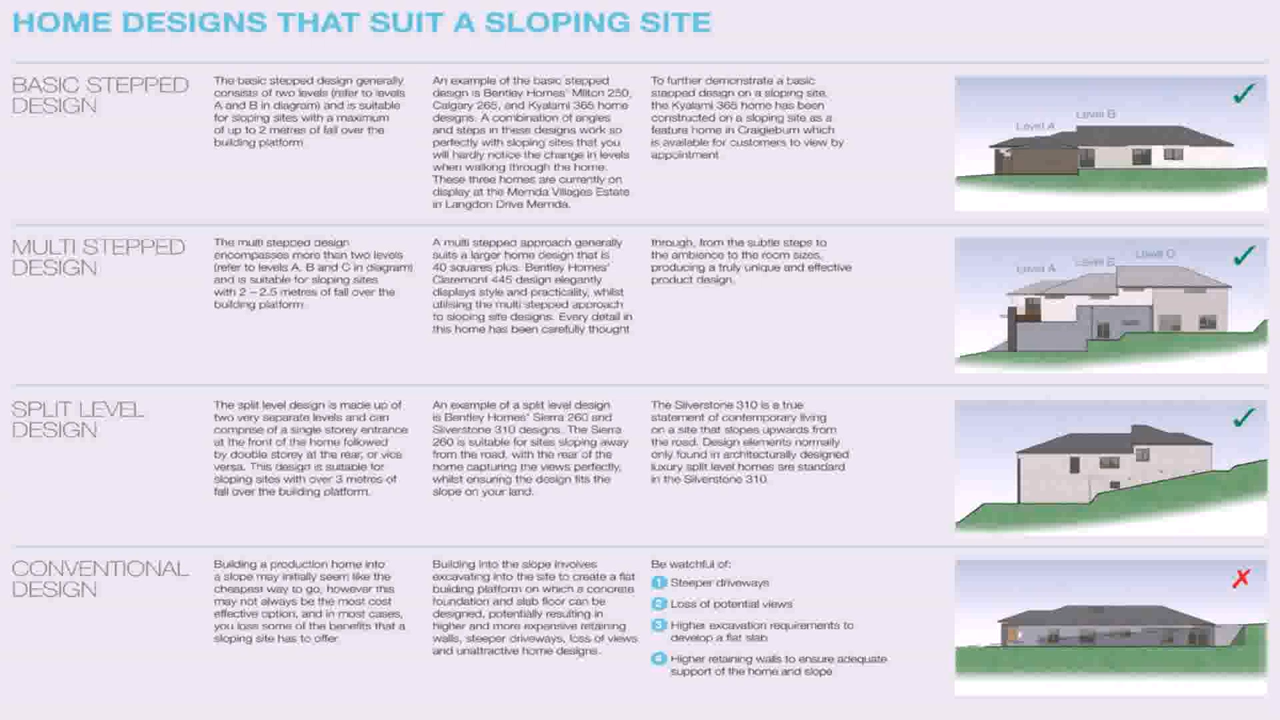 HOME DESIGNS THAT SUIT A SLOPING SITE
BASIC STEPPED
DESIGN
The basic stepped design generally
consists of two levels (refer to levels
A and B in diagram) and is suitable
for sloping sites with a maximum
of up to 2 metres of fall over the
building platform
An example of the basic stepped
design is Bentley Homes' Milton 250,
Calgary 265, and Kyalami 365 home
designs. A combination of angles
and steps in these designs work so
perfectly with sloping sites that you
will hardly notice the change in levels
when walking through the home.
These three homes are currently on
display at the Mernda Villages Estate
in Langdon Drive Mernda.
To further demonstrate a basic
stepped design on a sloping site,
the Kyalami 365 home has been
constructed on a sloping site as a
feature home in Craigieburn which
is available for customers to view by
appointment
Level A
Level B
MULTI STEPPED
DESIGN
The multi stepped design
encompasses more than two levels
(refer to levels A, B and C in diagram)
and is suitable for sloping sites
with 2 – 2.5 metres of fall over the
building platform
A multi stepped approach generally
suits a larger home design that is
40 squares plus. Bentley Homes'
Claremont 445 design elegantly
displays style and practicality, whilst
utilising the multi stepped approach
to sloping site designs. Every detail in
this home has been carefully thought
through, from the subtle steps to
the ambience to the room sizes,
producing a truly unique and effective
product design.
Level A
Level B
Level C
SPLIT LEVEL
DESIGN
The split level design is made up of
two very separate levels and can
comprise of a single storey entrance
at the front of the home followed
by double storey at the rear, or vice
versa. This design is suitable for
sloping sites with over 3 metres of
fall over the building platform.
An example of a split level design
is Bentley Homes' Sierra 260 and
Silverstone 310 designs. The Sierra
260 is suitable for sites sloping away
from the road, with the rear of the
home capturing the views perfectly,
whilst ensuring the design fits the
slope on your land.
The Silverstone 310 is a true
statement of contemporary living
on a site that slopes upwards from
the road. Design elements normally
only found in architecturally designed
luxury split level homes are standard
in the Silverstone 310.
CONVENTIONAL
DESIGN
Building a production home into
a slope may initially seem like the
cheapest way to go, however this
may not always be the most cost
effective option, and in most cases,
you lose some of the benefits that a
sloping site has to offer
Building into the slope involves
excavating into the site to create a flat
building platform on which a concrete
foundation and slab floor can be
designed, potentially resulting in
higher and more expensive retaining
walls, steeper driveways, loss of views
and unattractive home designs.
Be watchful of:
1 Steeper driveways
2 Loss of potential views
3 Higher excavation requirements to
develop a flat slab
4 Higher retaining walls to ensure adequate
support of the home and slope